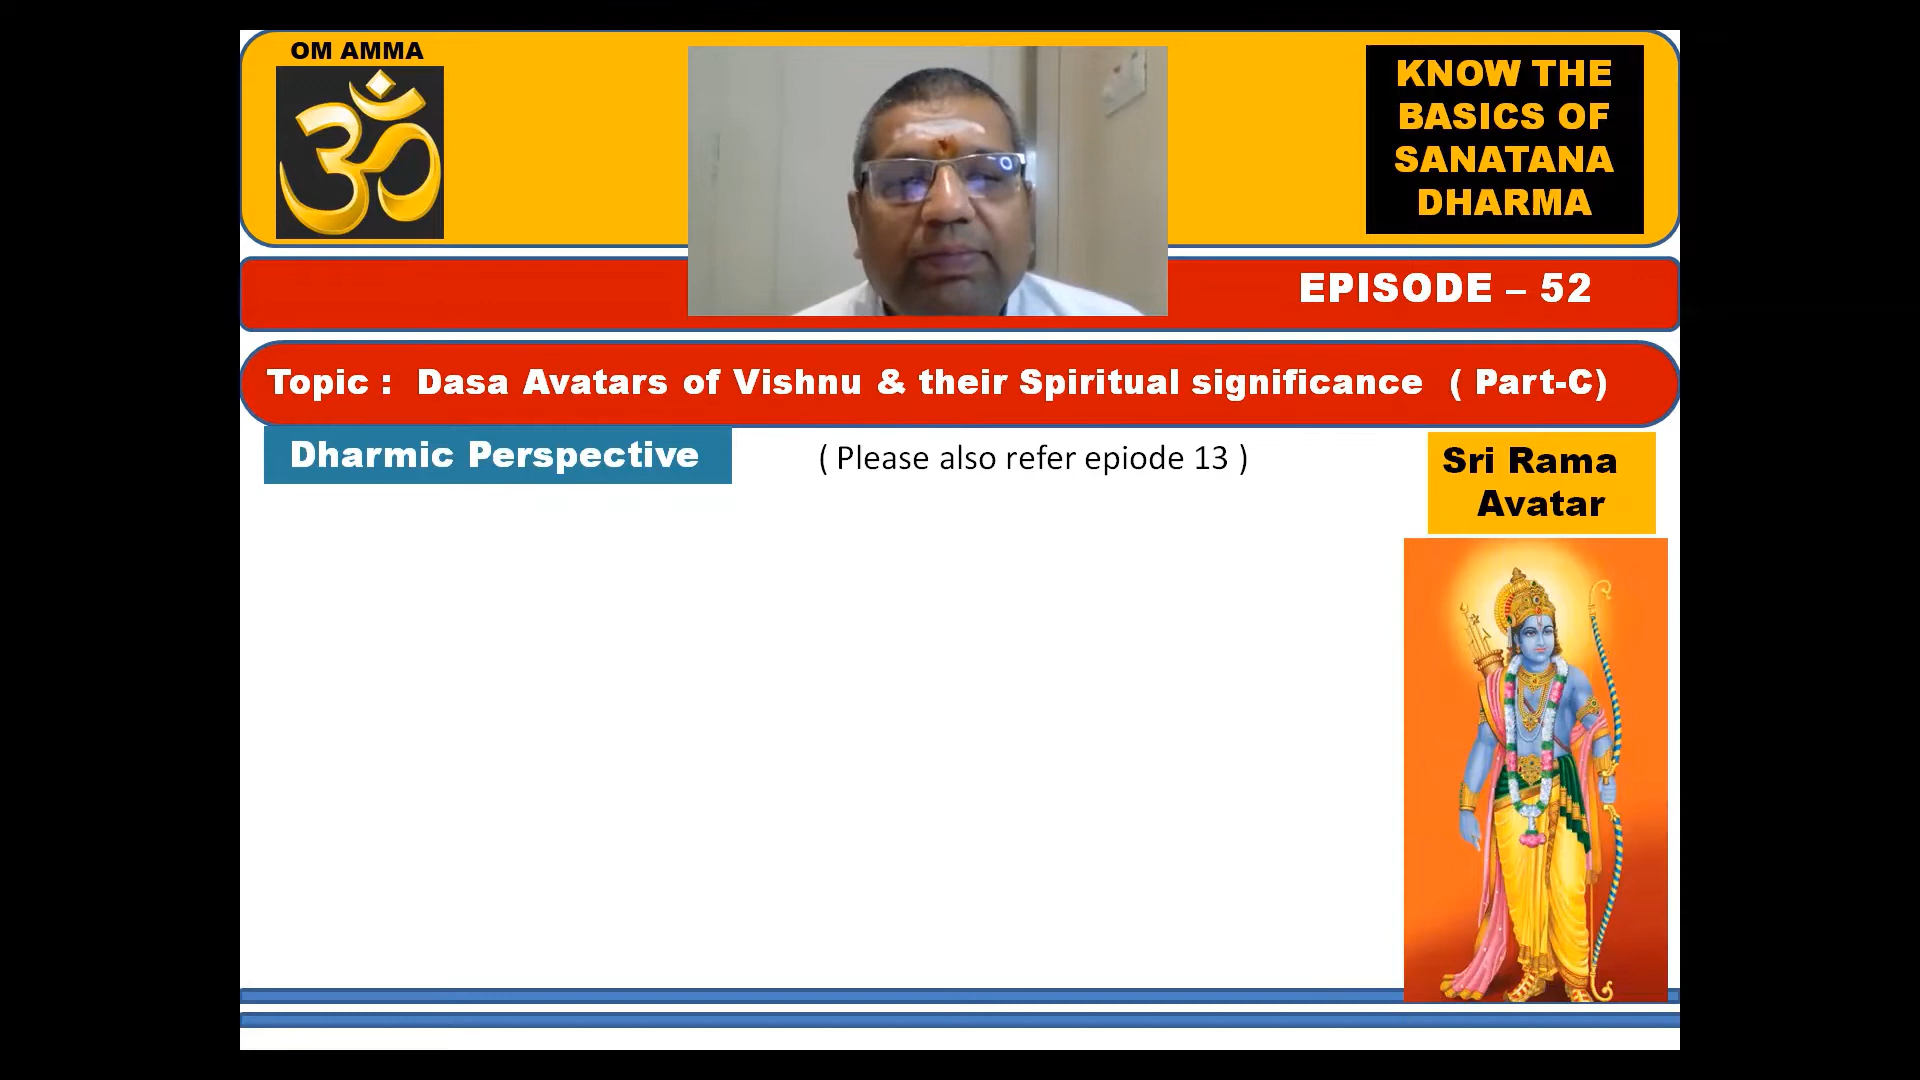 OM AMMA
KNOW THE
BASICS OF
SANATANA
DHARMA
EPISODE – 52
Topic : Dasa Avatars of Vishnu & their Spiritual significance ( Part-C)
Dharmic Perspective
( Please also refer epiode 13 )
Sri Rama
Avatar